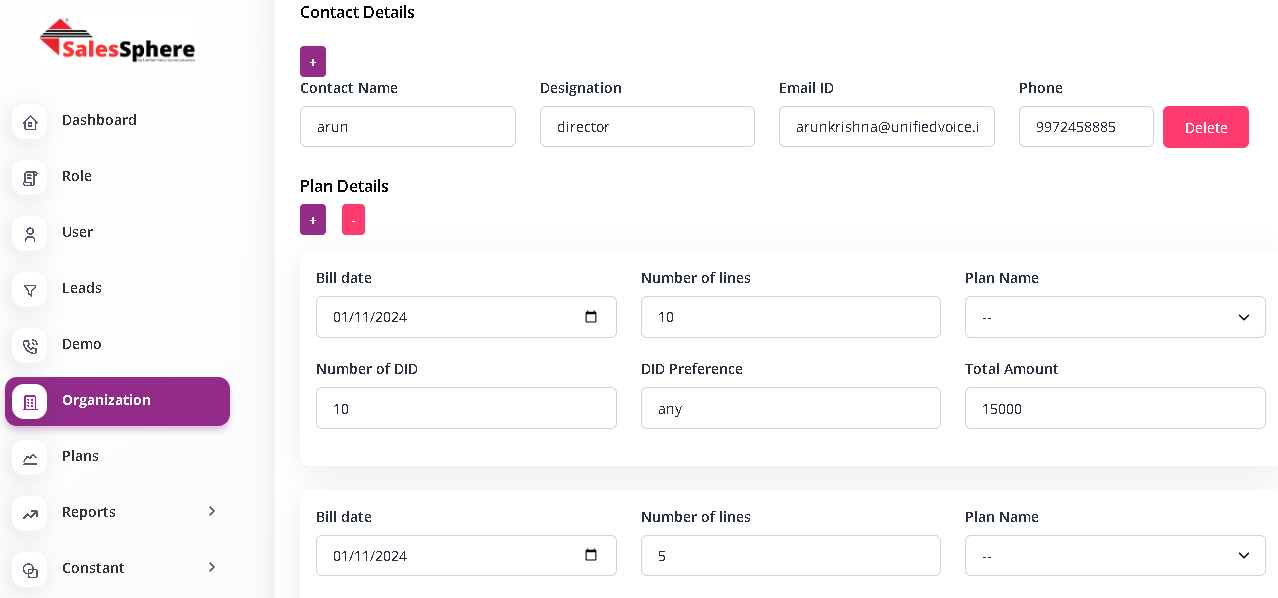 SalesSphere
Dashboard
Role
User
Leads
Demo
Organization
Plans
Reports
Constant
Contact Details
+
Contact Name Designation Email ID Phone
arun director arunkrishna@unifiedvoice.i 9972458885 Delete
Plan Details
+ -
Bill date Number of lines Plan Name
01/11/2024 10 --
Number of DID DID Preference Total Amount
10 any 15000
Bill date Number of lines Plan Name
01/11/2024 5 --